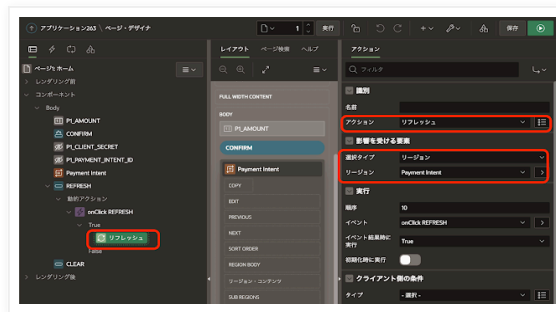 アプリケーション263 \ ページ・デザイナ
1
実行
保存
ページ1: ホーム
レンダリング前
コンポーネント
Body
P1_AMOUNT
CONFIRM
P1_CLIENT_SECRET
P1_PAYMENT_INTENT_ID
Payment Intent
REFRESH
動的アクション
onClick REFRESH
True
リフレッシュ
False
CLEAR
レンダリング後
レイアウト
ページ検索
ヘルプ
FULL WIDTH CONTENT
BODY
P1_AMOUNT
CONFIRM
Payment Intent
COPY
EDIT
PREVIOUS
NEXT
SORT ORDER
REGION BODY
リージョン・コンテンツ
SUB REGIONS
アクション
フィルタ
識別
名前
アクション
リフレッシュ
影響を受ける要素
選択タイプ
リージョン
リージョン
Payment Intent
実行
順序
10
イベント
onClick REFRESH
イベント結果時に
実行
True
初期化時に実行
クライアント側の条件
タイプ
- 選択 -